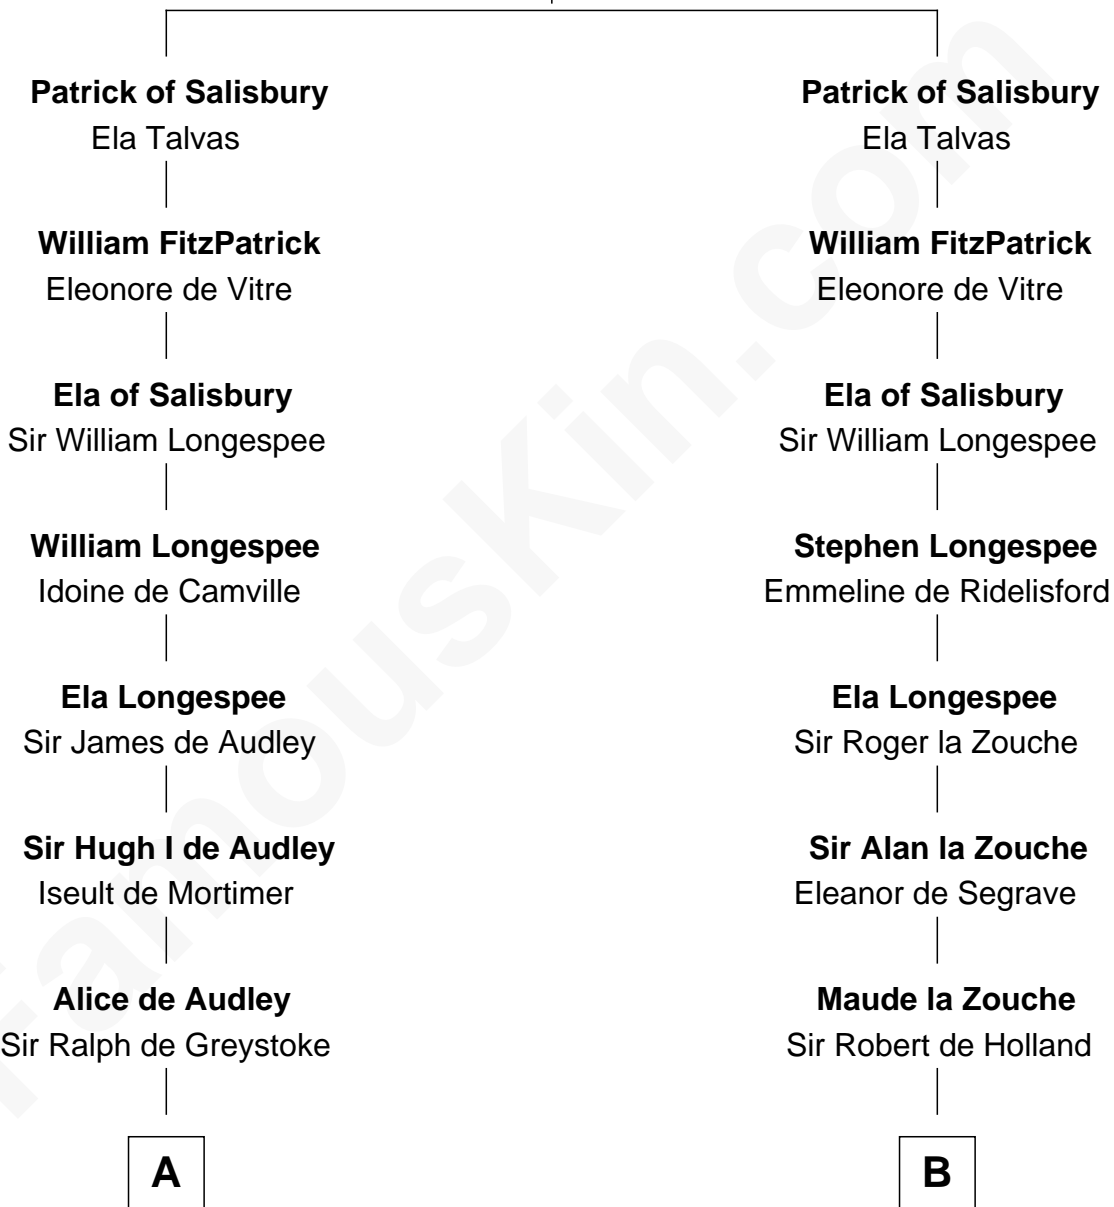 Patrick of Salisbury
Ela Talvas
William FitzPatrick
Eleonore de Vitre
Ela of Salisbury
Sir William Longespee
William Longespee
Idoine de Camville
Ela Longespee
Sir James de Audley
Sir Hugh I de Audley
Iseult de Mortimer
Alice de Audley
Sir Ralph de Greystoke
A
Patrick of Salisbury
Ela Talvas
William FitzPatrick
Eleonore de Vitre
Ela of Salisbury
Sir William Longespee
Stephen Longespee
Emmeline de Ridelisford
Ela Longespee
Sir Roger la Zouche
Sir Alan la Zouche
Eleanor de Segrave
Maude la Zouche
Sir Robert de Holland
B
FamousKin.com